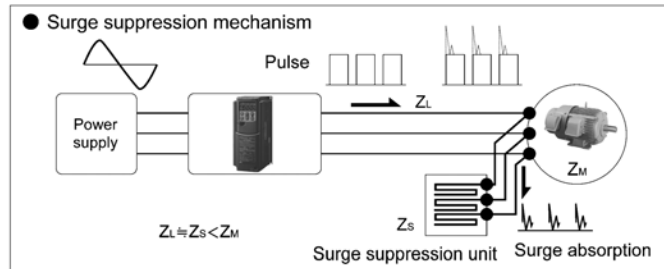 ● Surge suppression mechanism
Pulse
ZL
Power
supply
ZM
ZS
ZL≒ZS<ZM
Surge suppression unit
Surge absorption